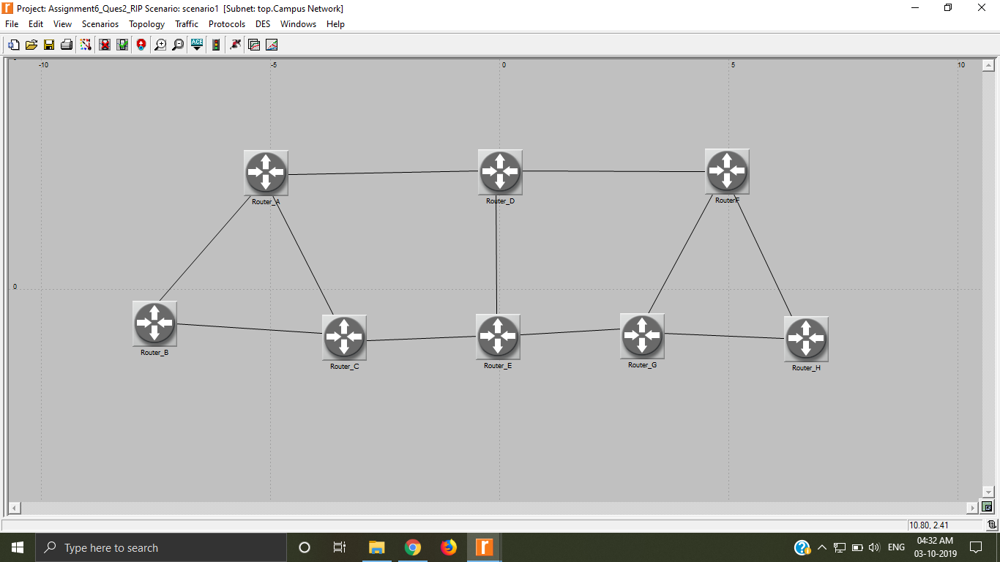 Project: Assignment6_Ques2_RIP Scenario: scenario1 [Subnet: top.Campus Network]
File Edit View Scenarios Topology Traffic Protocols DES Windows Help
ACE
-10 -5 0 5 10
Router_A Router_D RouterF
0
Router_B Router_C Router_E Router_G Router_H
10.80, 2.41
Type here to search
ENG
04:32 AM
03-10-2019